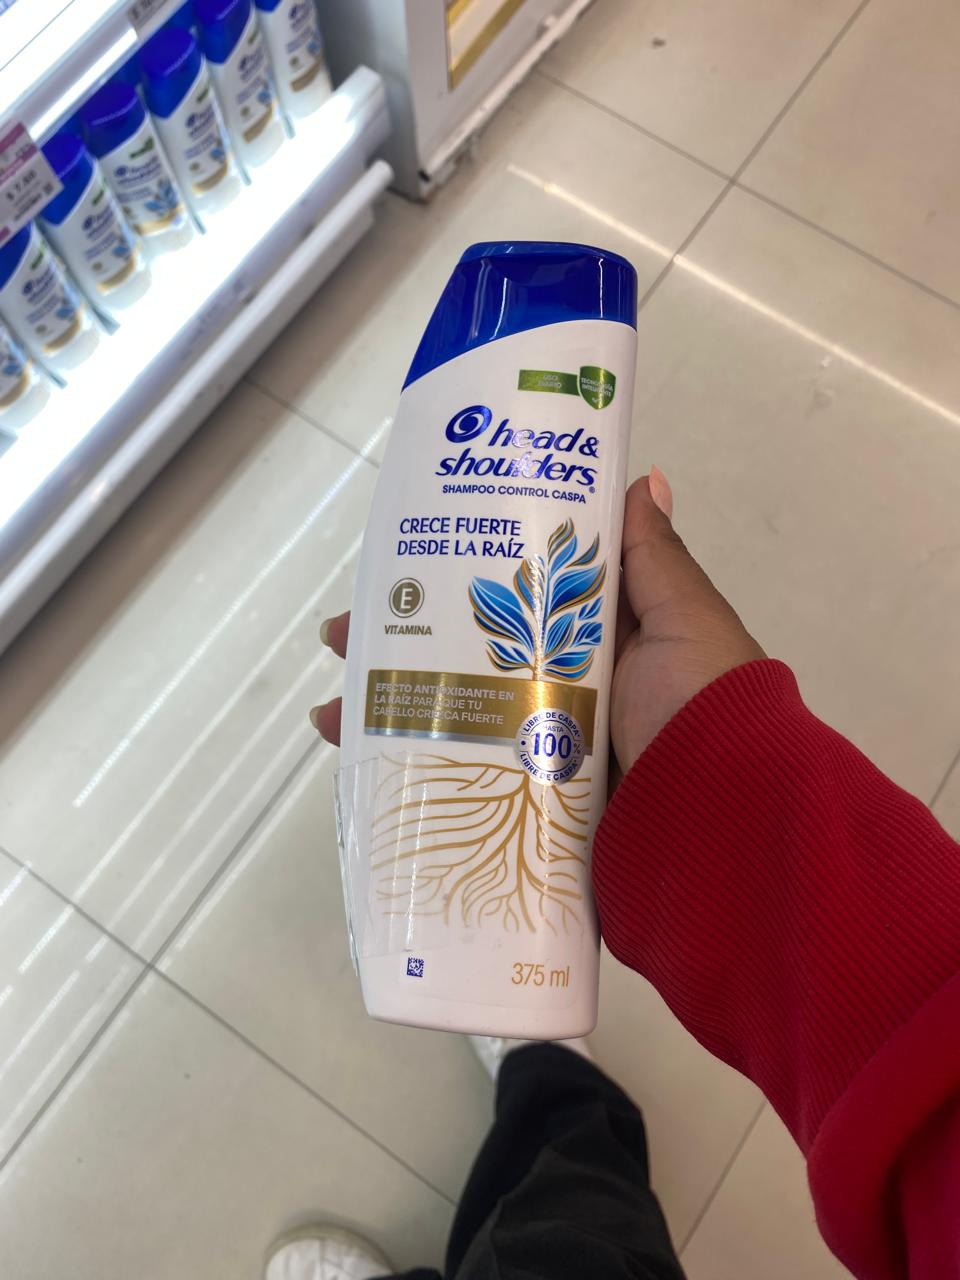 USO
DIARIO
TECNOLOGÍA
INTELIGENTE
head &
shoulders®
SHAMPOO CONTROL CASPA
CRECE FUERTE
DESDE LA RAÍZ
E
VITAMINA
EFECTO ANTIOXIDANTE EN
LA RAÍZ PARA QUE TU
CABELLO CREZCA FUERTE
LIBRE DE CASPA*
HASTA
100%
LIBRE DE CASPA*
375 ml